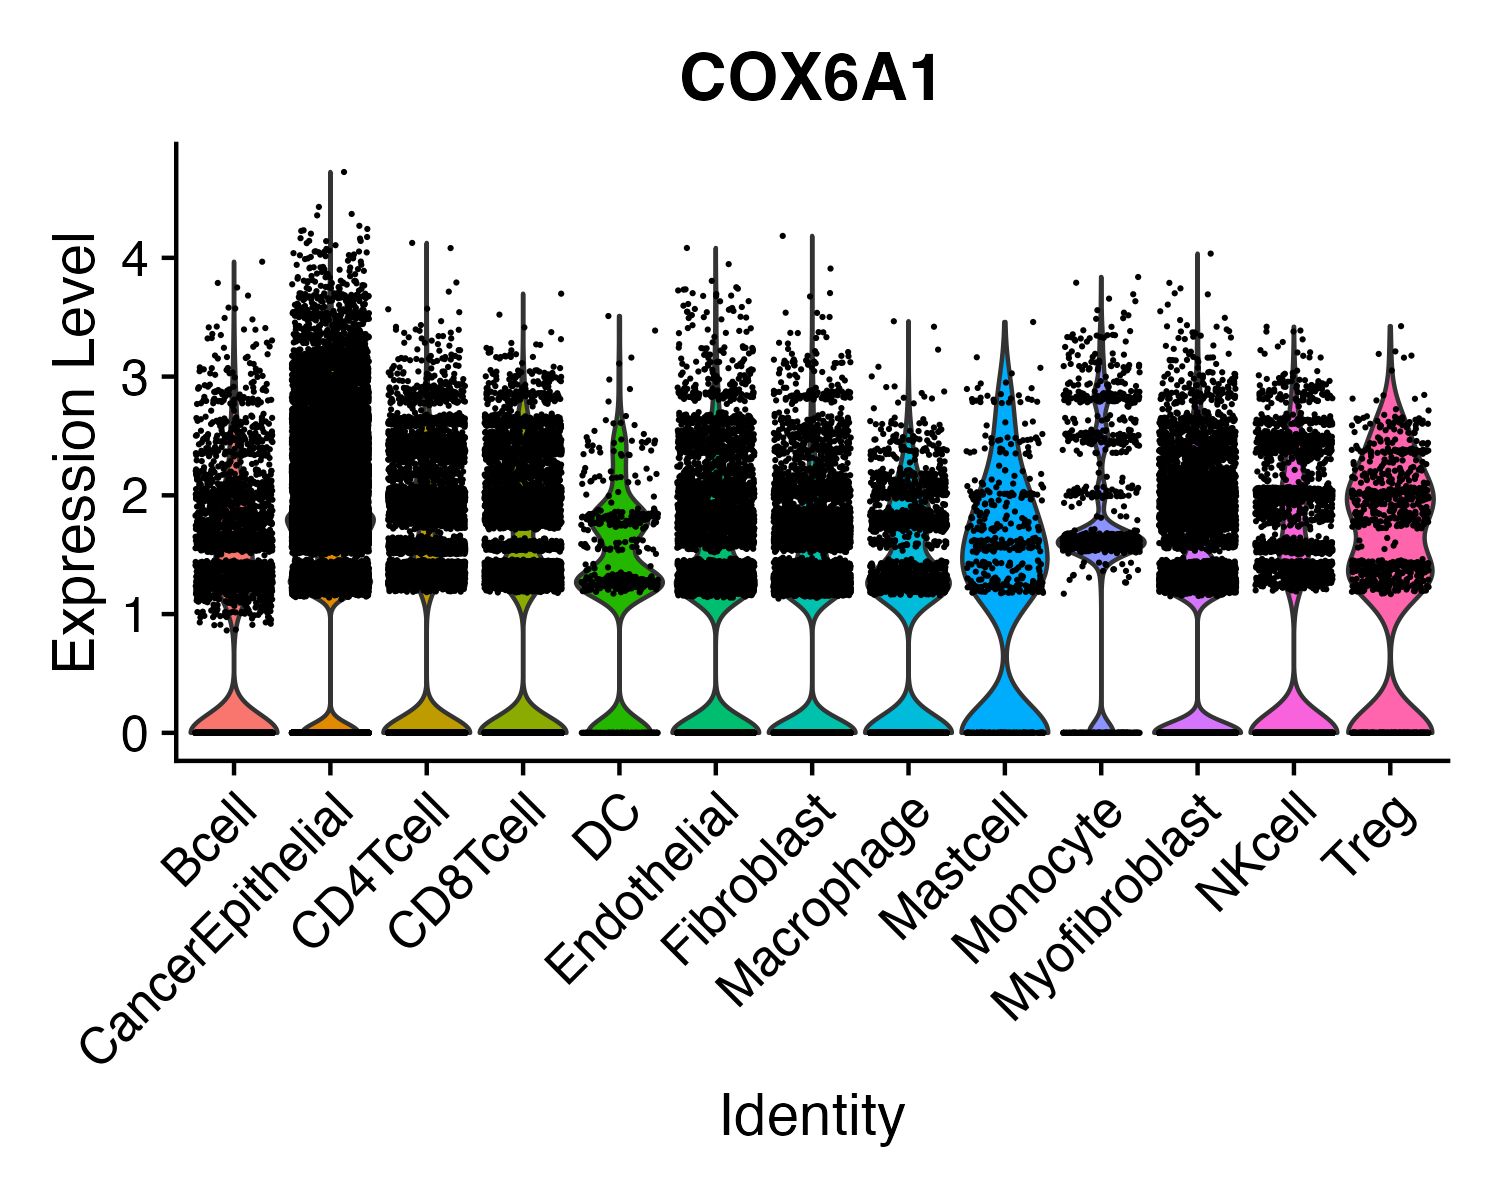 COX6A1
Expression Level
4
3
2
1
0
Bcell
CancerEpithelial
CD4Tcell
CD8Tcell
DC
Endothelial
Fibroblast
Macrophage
Mastcell
Monocyte
Myofibroblast
NKcell
Treg
Identity